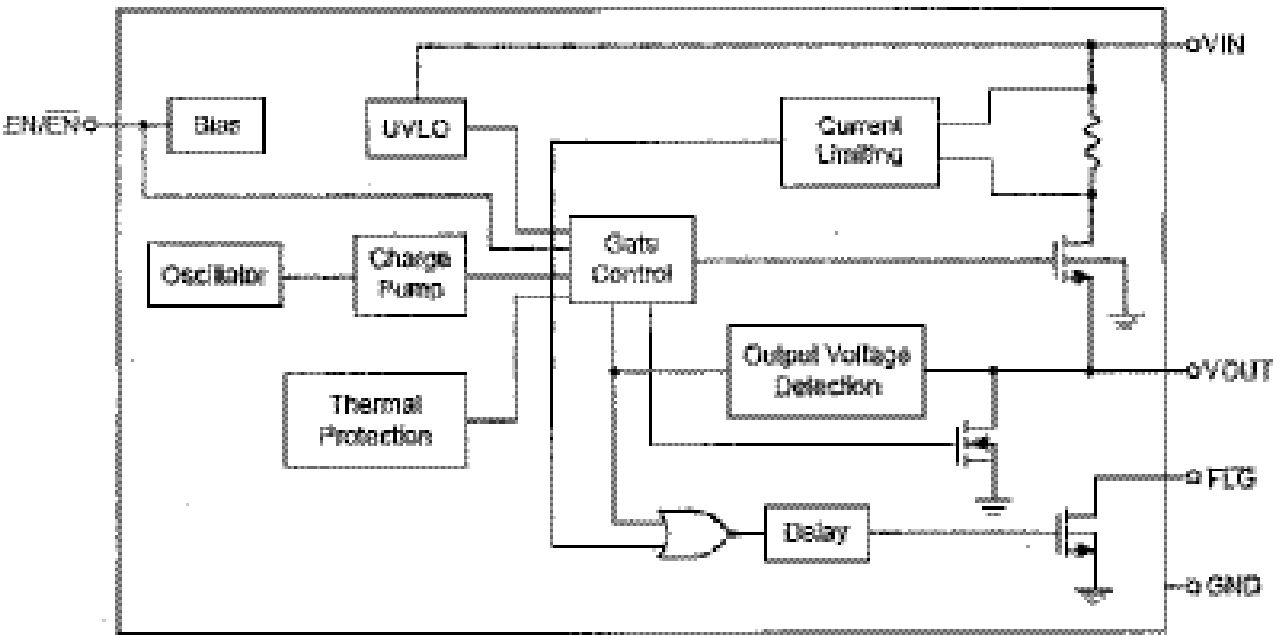 VIN
EN/EN
Bias
UVLO
Current
Limiting
Gate
Control
Oscillator
Charge
Pump
Output Voltage
Detection
VOUT
Thermal
Protection
FLG
Delay
GND